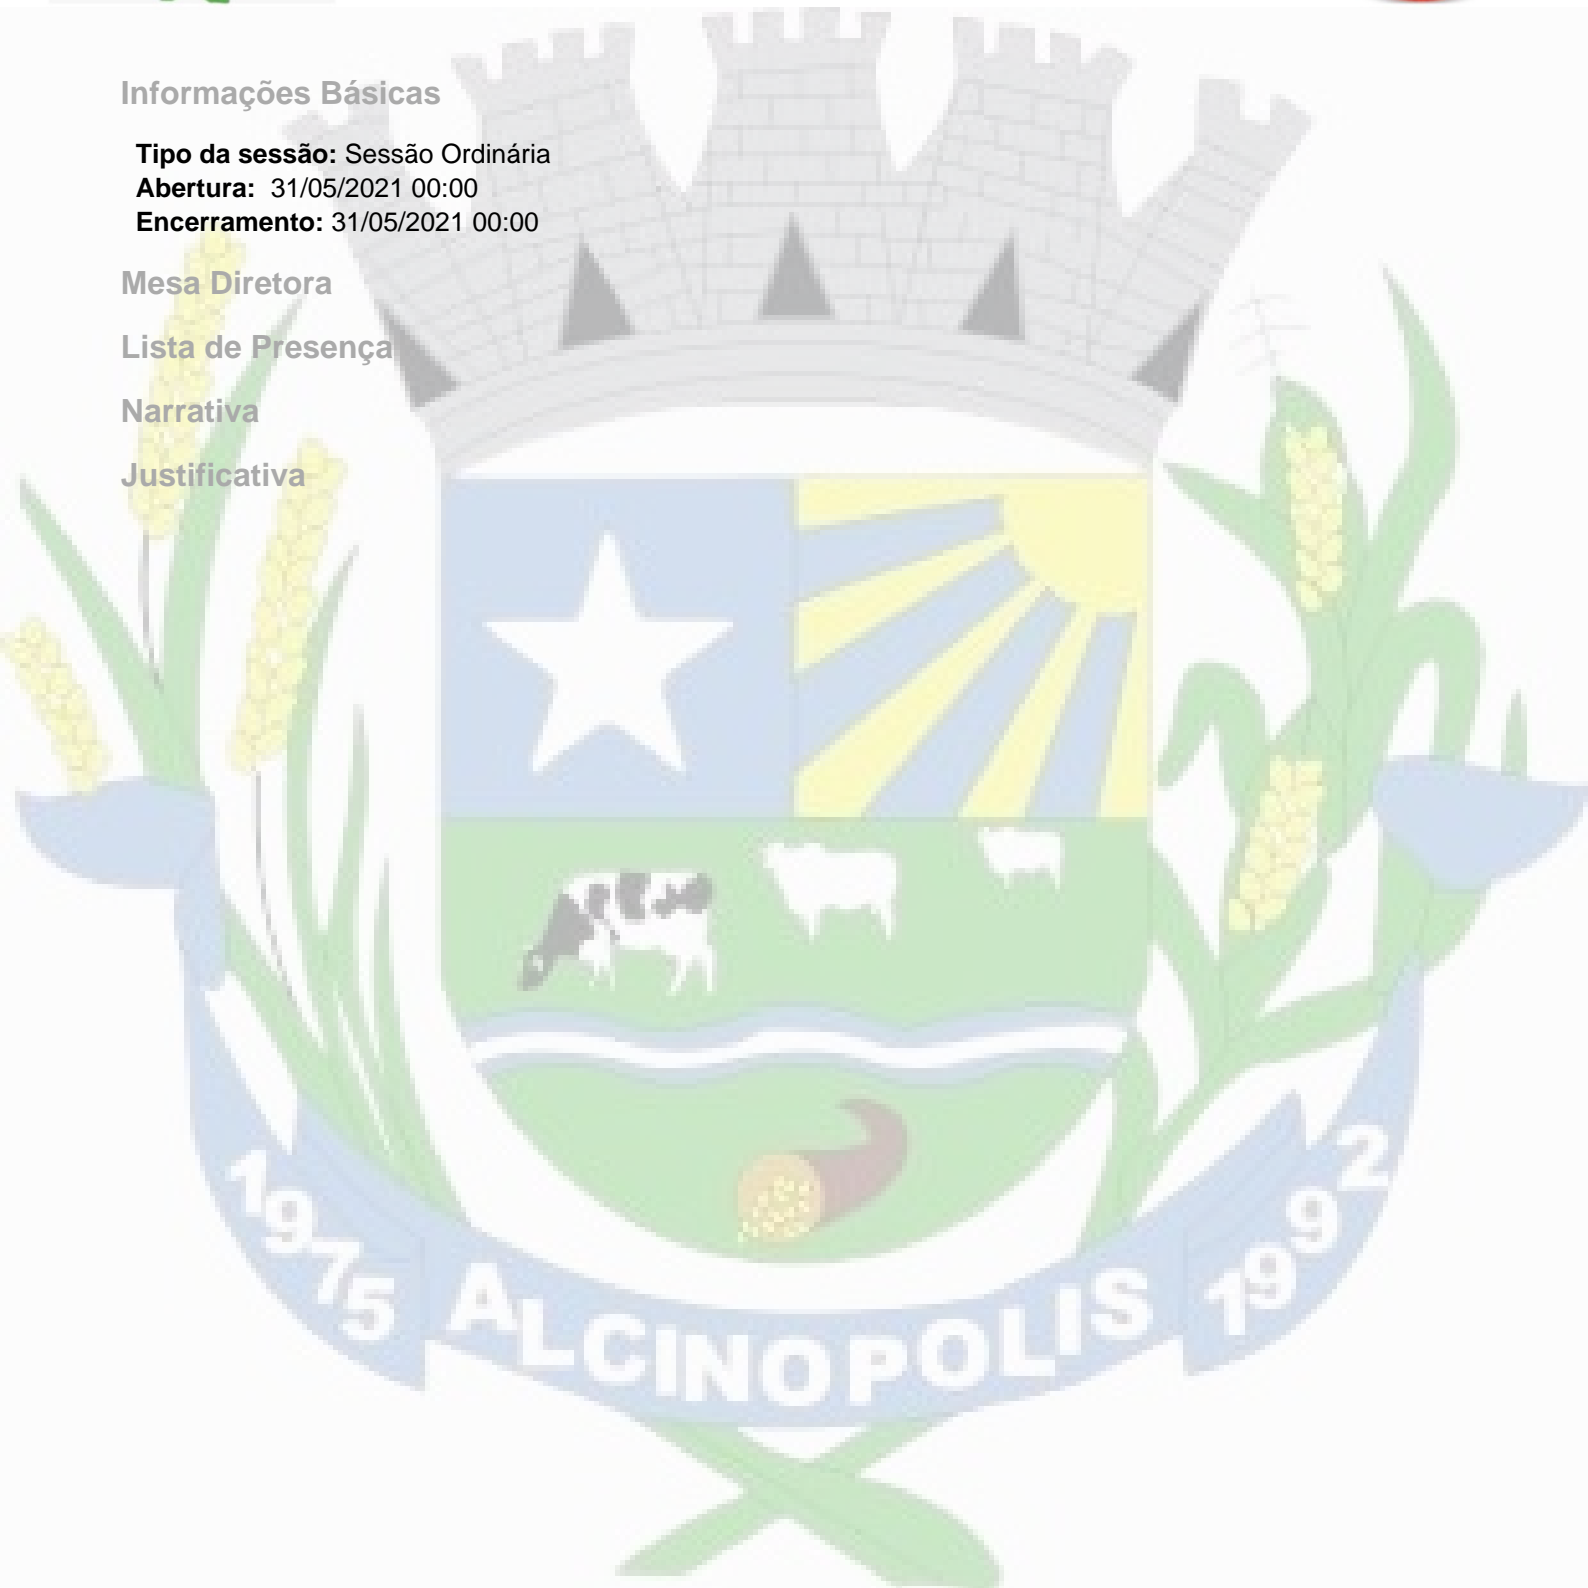 Informações Básicas
Tipo da sessão: Sessão Ordinária
Abertura: 31/05/2021 00:00
Encerramento: 31/05/2021 00:00
Mesa Diretora
Lista de Presença
Narrativa
Justificativa
1975 ALCINOPOLIS 1992